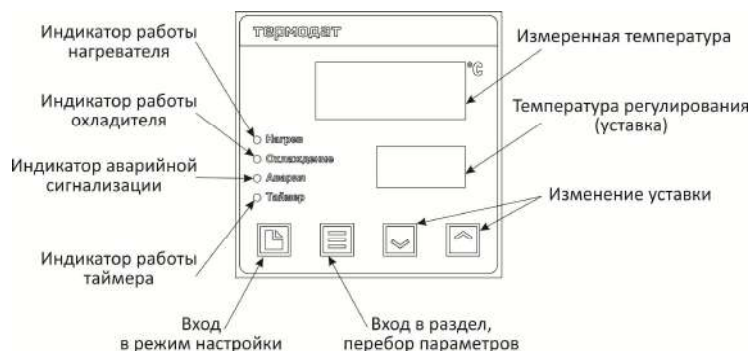 термодат
Индикатор работы
нагревателя
°C
Измеренная температура
Индикатор работы
охладителя
Температура регулирования
(уставка)
Нагрев
Охлаждение
Индикатор аварийной
сигнализации
Авария
Таймер
Изменение уставки
Индикатор работы
таймера
Вход
в режим настройки
Вход в раздел,
перебор параметров